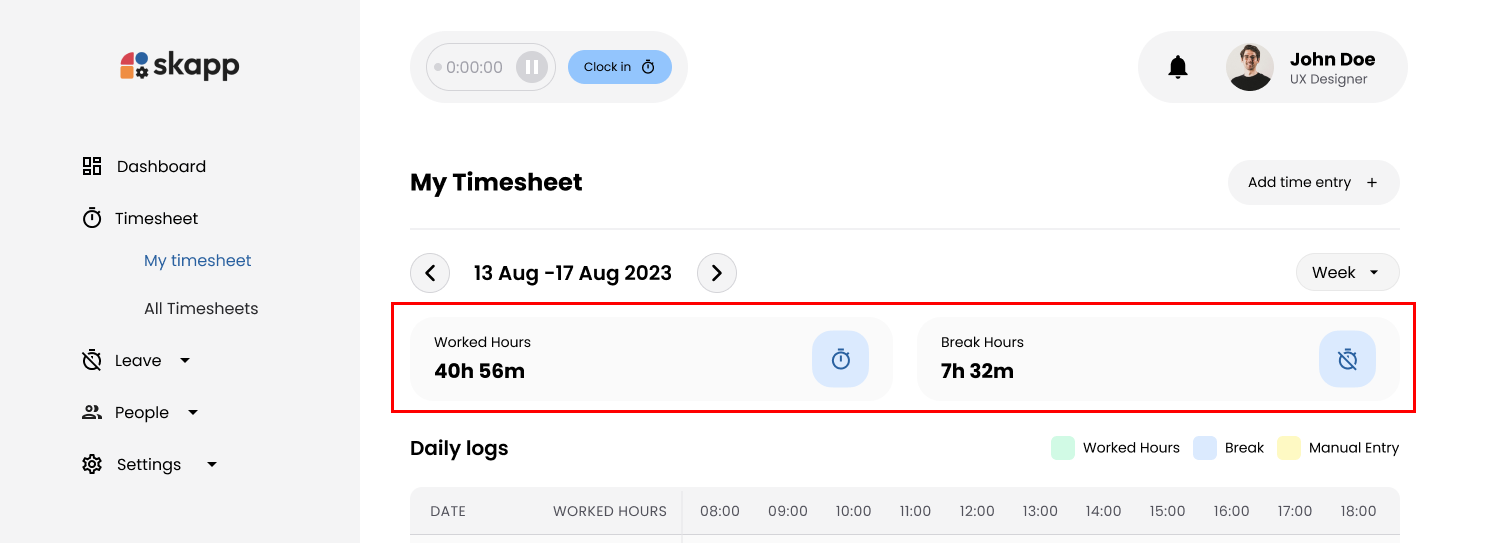 skapp
0:00:00
Clock in
John Doe
UX Designer
Dashboard
Timesheet
My timesheet
All Timesheets
Leave
People
Settings
My Timesheet
Add time entry +
13 Aug -17 Aug 2023
Week
Worked Hours
40h 56m
Break Hours
7h 32m
Daily logs
Worked Hours Break Manual Entry
DATE WORKED HOURS 08:00 09:00 10:00 11:00 12:00 13:00 14:00 15:00 16:00 17:00 18:00